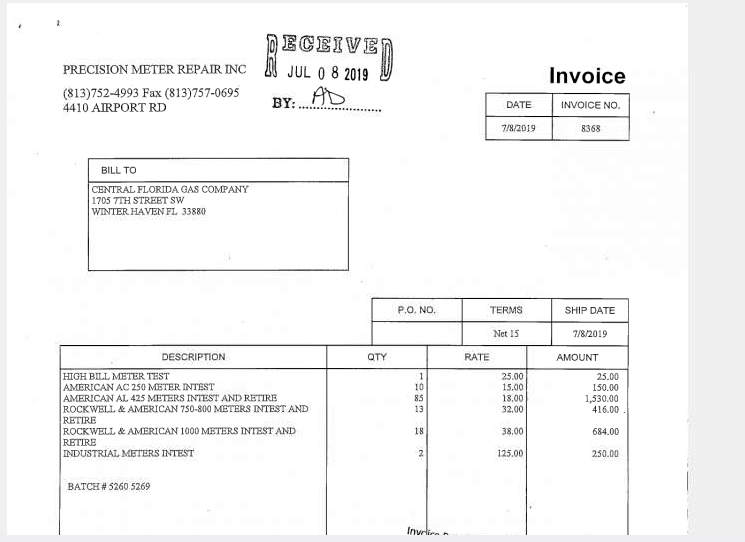 RECEIVED
JUL 08 2019
BY: AD
PRECISION METER REPAIR INC
(813)752-4993 Fax (813)757-0695
4410 AIRPORT RD
Invoice
DATE INVOICE NO.
7/8/2019 8368
BILL TO
CENTRAL FLORIDA GAS COMPANY
1705 7TH STREET SW
WINTER HAVEN FL 33880
P.O. NO. TERMS SHIP DATE
Net 15 7/8/2019
DESCRIPTION QTY RATE AMOUNT
HIGH BILL METER TEST 1 25.00 25.00
AMERICAN AC 250 METER INTEST 10 15.00 150.00
AMERICAN AL 425 METERS INTEST AND RETIRE 85 18.00 1,530.00
ROCKWELL & AMERICAN 750-800 METERS INTEST AND 13 32.00 416.00
RETIRE
ROCKWELL & AMERICAN 1000 METERS INTEST AND 18 38.00 684.00
RETIRE
INDUSTRIAL METERS INTEST 2 125.00 250.00
BATCH # 5260 5269